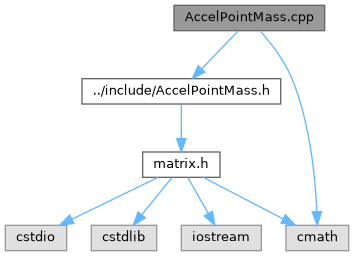 AccelPointMass.cpp
../include/AccelPointMass.h
matrix.h
cstdio
cstdlib
iostream
cmath